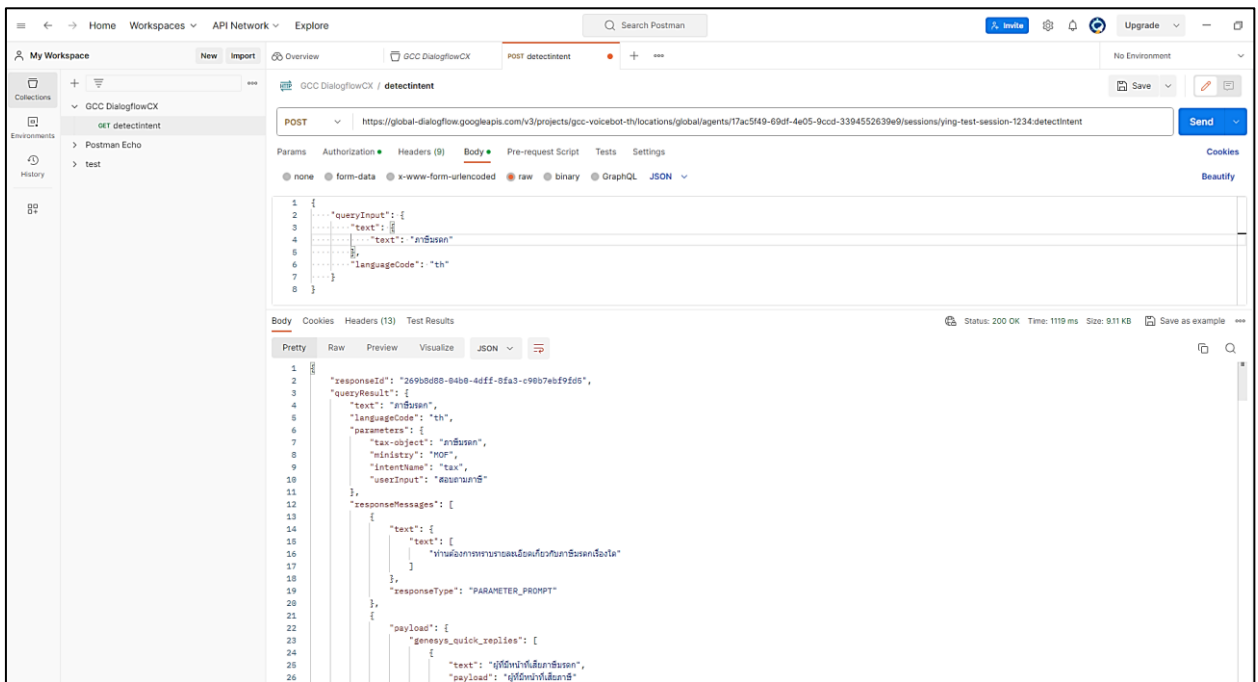 Home Workspaces API Network Explore
Search Postman
Invite
Upgrade
My Workspace
New Import
Overview
GCC DialogflowCX
POST detectintent
No Environment
Collections
Environments
History
GCC DialogflowCX
GET detectintent
Postman Echo
test
HTTP GCC DialogflowCX / detectintent
Save
POST https://global-dialogflow.googleapis.com/v3/projects/gcc-voicebot-th/locations/global/agents/17ac5f49-69df-4e05-9ccd-3394552639e9/sessions/ying-test-session-1234:detectIntent
Send
Params Authorization Headers (9) Body Pre-request Script Tests Settings
Cookies
none form-data x-www-form-urlencoded raw binary GraphQL JSON
Beautify
1 {
2 "queryInput": {
3 "text": {
4 "text": "ภาษีมรดก"
5 },
6 "languageCode": "th"
7 }
8 }
Body Cookies Headers (13) Test Results
Status: 200 OK Time: 1119 ms Size: 9.11 KB Save as example
Pretty Raw Preview Visualize JSON
1 {
2 "responseId": "269b8d88-04b0-4dff-8fa3-c90b7ebf9fd5",
3 "queryResult": {
4 "text": "ภาษีมรดก",
5 "languageCode": "th",
6 "parameters": {
7 "tax-object": "ภาษีมรดก",
8 "ministry": "MOF",
9 "intentName": "tax",
10 "userInput": "สอบถามภาษี"
11 },
12 "responseMessages": [
13 {
14 "text": {
15 "text": [
16 "ท่านต้องการทราบรายละเอียดเกี่ยวกับภาษีมรดกเรื่องใด"
17 ]
18 },
19 "responseType": "PARAMETER_PROMPT"
20 },
21 {
22 "payload": {
23 "genesys_quick_replies": [
24 {
25 "text": "ผู้ที่มีหน้าที่เสียภาษีมรดก",
26 "payload": "ผู้ที่มีหน้าที่เสียภาษี"